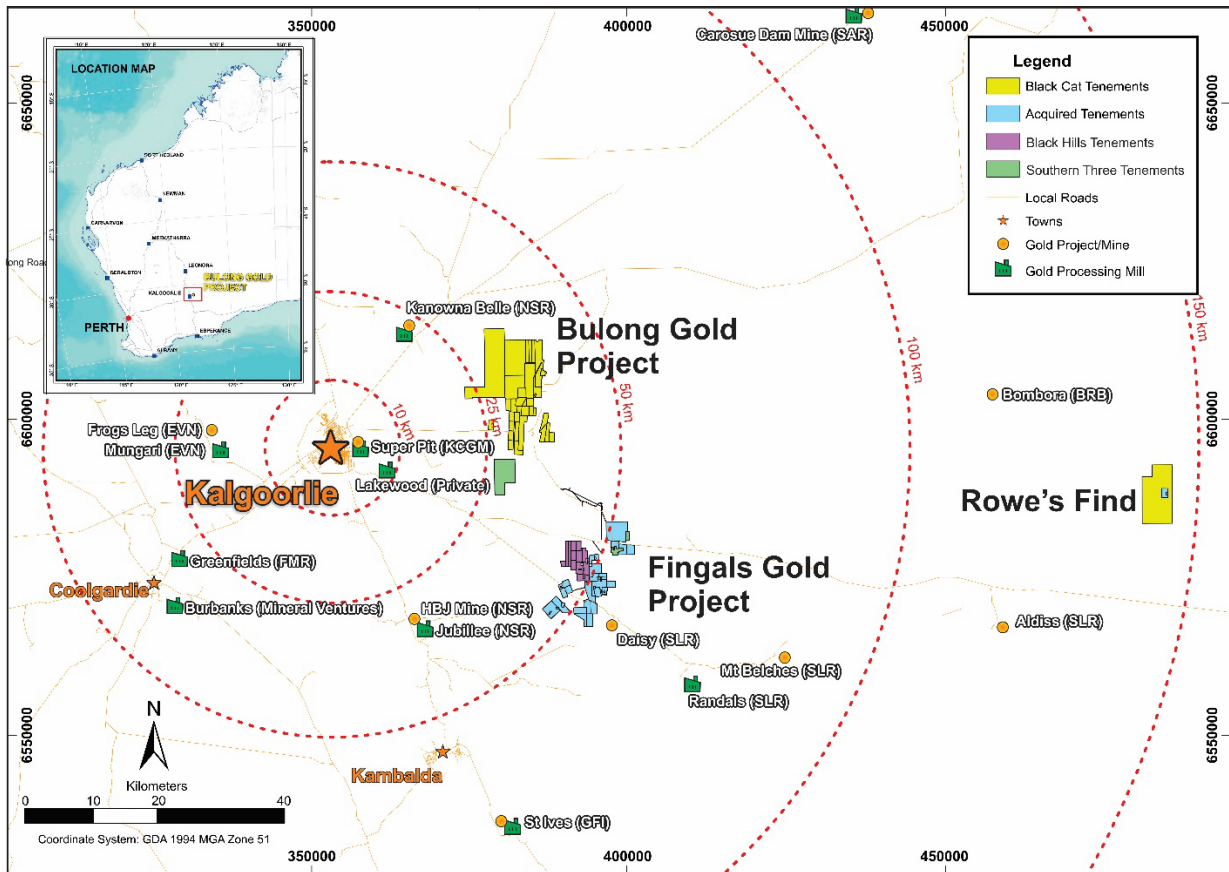 350000
400000
450000
Carosue Dam Mine (SAR)
LOCATION MAP
PORT HEDLAND
NEWMAN
CARNARVON
MEEKATHARRA
LEONORA
GERALDTON
BULONG GOLD
PROJECT
KALGOORLIE
PERTH
ESPERANCE
ALBANY
Legend
Black Cat Tenements
Acquired Tenements
Black Hills Tenements
Southern Three Tenements
Local Roads
Towns
Gold Project/Mine
Gold Processing Mill
6650000
6650000
long Road
Kanowna Belle (NSR)
Bulong Gold
Project
150 km
100 km
50 km
25 km
10 km
Bombora (BRB)
6600000
6600000
Frogs Leg (EVN)
Mungari (EVN)
Super Pit (KCGM)
Lakewood (Private)
Kalgoorlie
Rowe's Find
Greenfields (FMR)
Coolgardie
Burbanks (Mineral Ventures)
Fingals Gold
Project
HBJ Mine (NSR)
Jubillee (NSR)
Daisy (SLR)
Aldiss (SLR)
Mt Belches (SLR)
Randals (SLR)
6550000
6550000
N
Kambalda
Kilometers
0 10 20 40
St Ives (GFI)
Coordinate System: GDA 1994 MGA Zone 51
350000
400000
450000